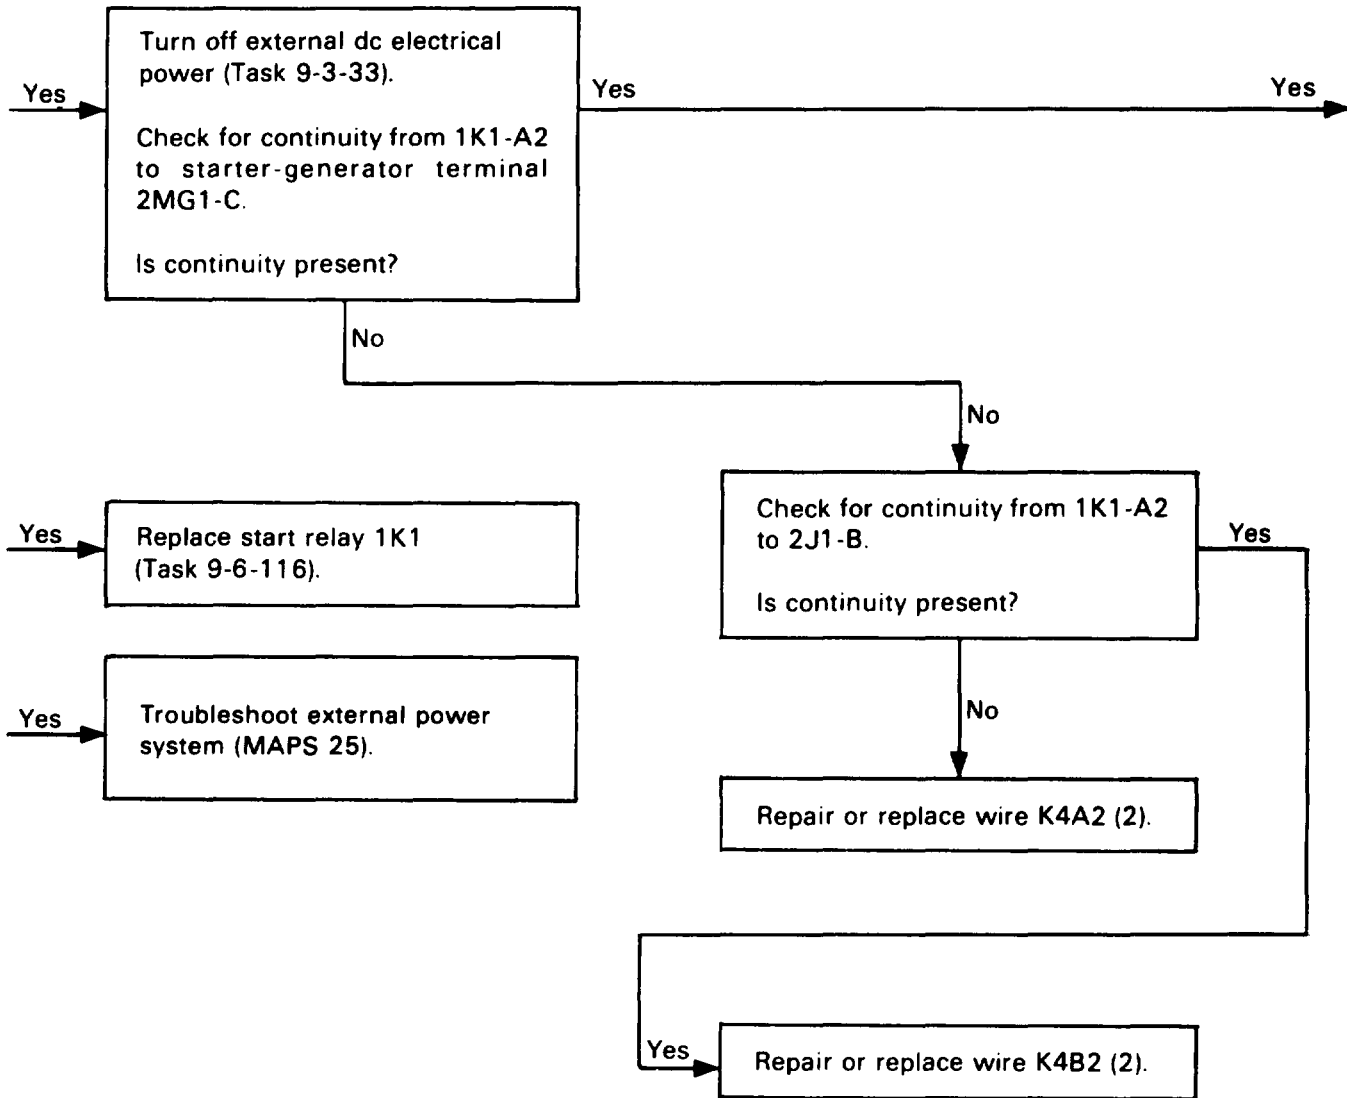 Turn off external dc electrical
power (Task 9-3-33).
Yes
Yes
Yes
Check for continuity from 1K1-A2
to starter-generator terminal
2MG1-C.
Is continuity present?
No
No
Check for continuity from 1K1-A2
to 2J1-B.
Yes
Is continuity present?
Yes
Replace start relay 1K1
(Task 9-6-116).
Yes
Troubleshoot external power
system (MAPS 25).
No
Repair or replace wire K4A2 (2).
Yes
Repair or replace wire K4B2 (2).